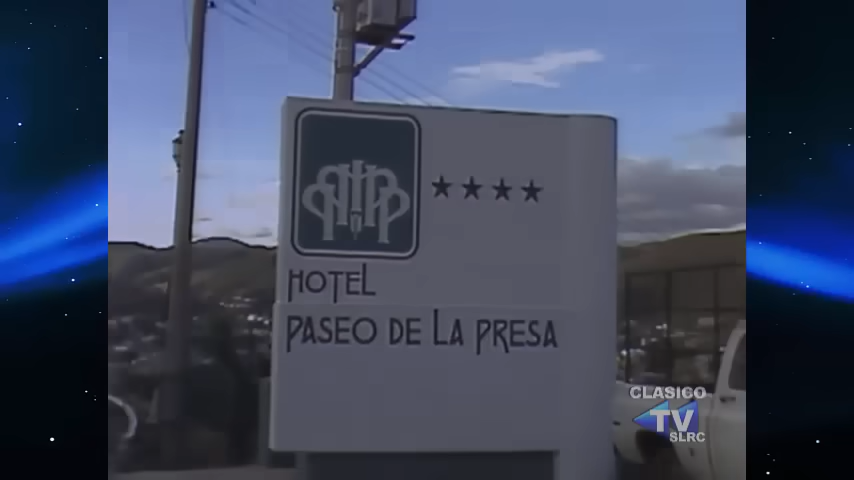 ★★★★
HOTEL
PASEO DE LA PRESA
CLASICO
TV
SLRC